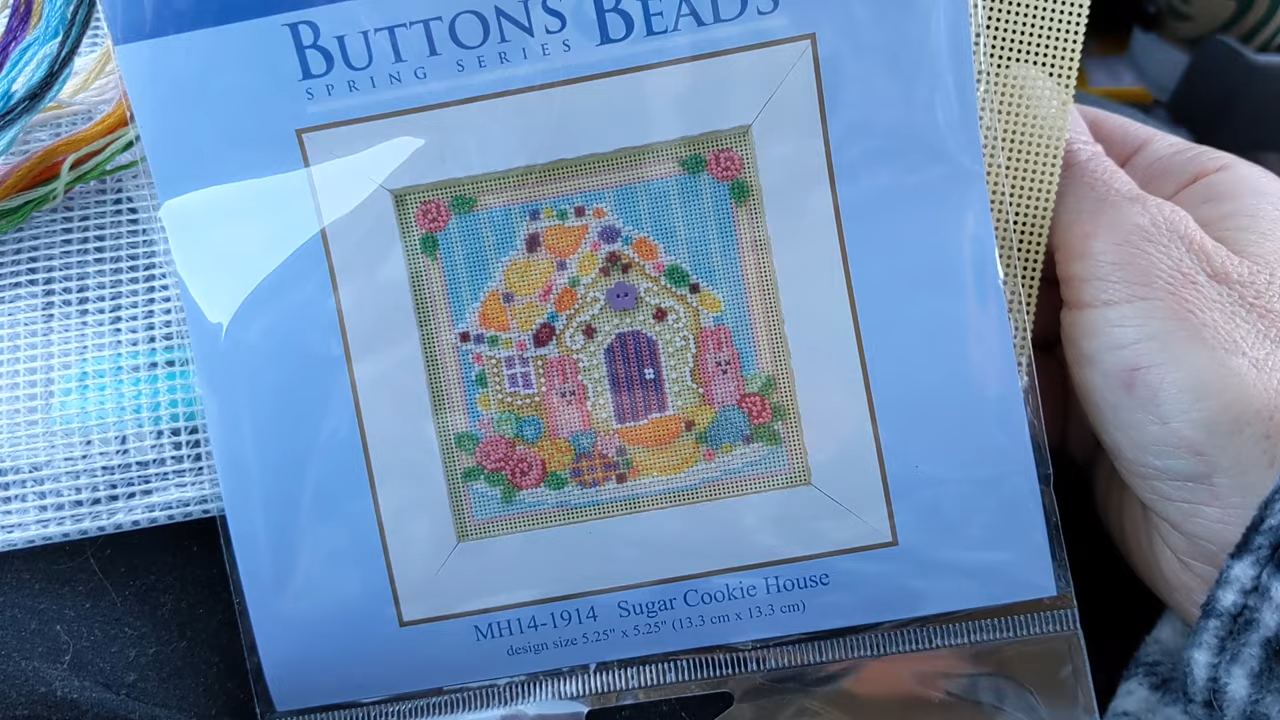 BUTTONS BEADS
SPRING SERIES
MH14-1914 Sugar Cookie House
design size 5.25" x 5.25" (13.3 cm x 13.3 cm)